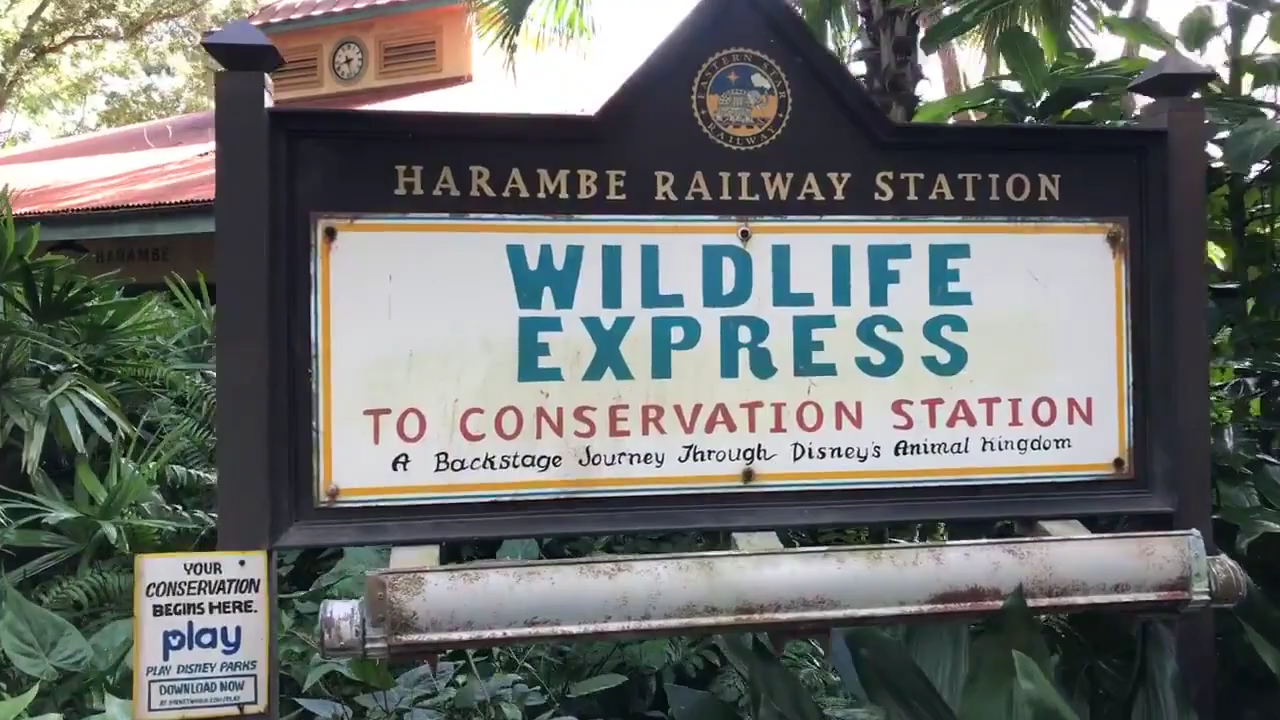 EASTERN STAR
RAILWAY
HARAMBE RAILWAY STATION
HARAMBE
WILDLIFE
EXPRESS
TO CONSERVATION STATION
A Backstage Journey Through Disney's Animal Kingdom
YOUR
CONSERVATION
BEGINS HERE.
play
PLAY DISNEY PARKS
DOWNLOAD NOW